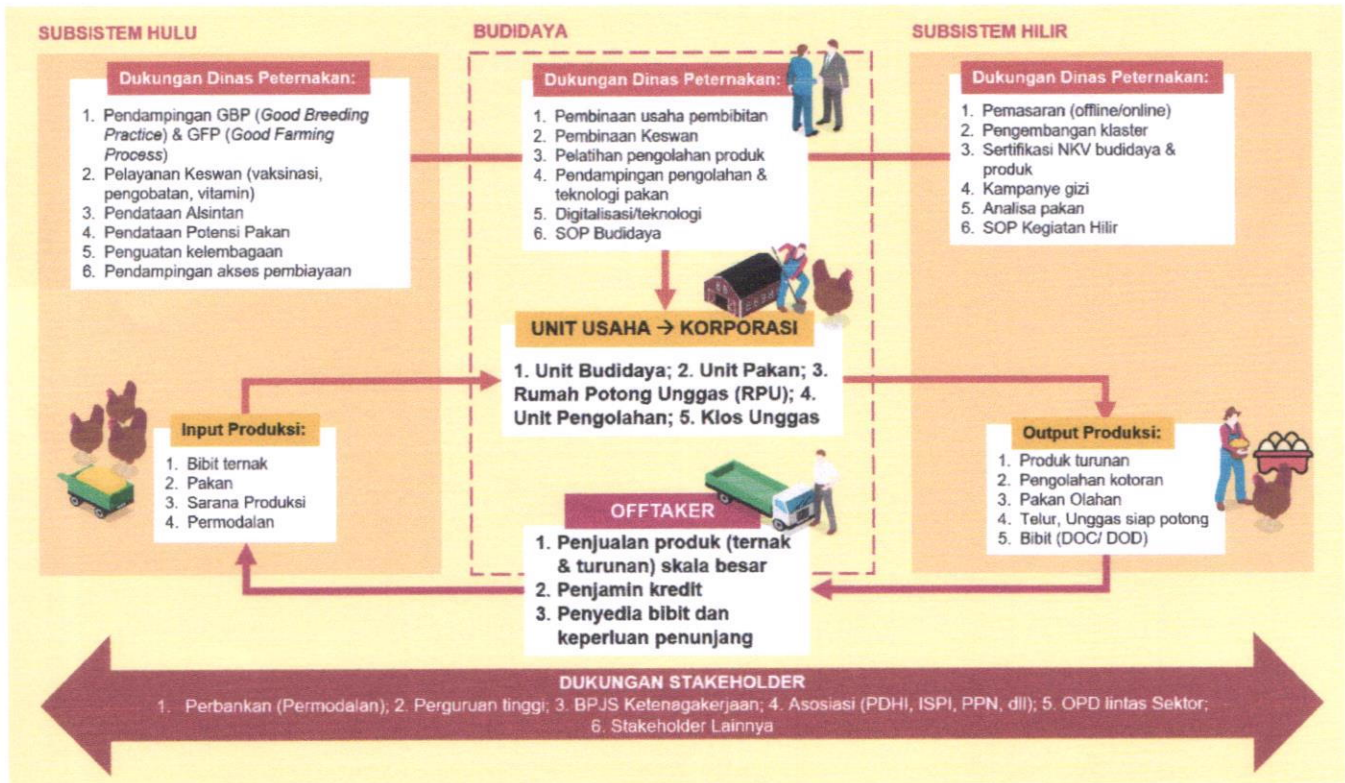 SUBSISTEM HULU
Dukungan Dinas Peternakan:
1. Pendampingan GBP (Good Breeding
Practice) & GFP (Good Farming
Process)
2. Pelayanan Keswan (vaksinasi,
pengobatan, vitamin)
3. Pendataan Alsintan
4. Pendataan Potensi Pakan
5. Penguatan kelembagaan
6. Pendampingan akses pembiayaan
BUDIDAYA
Dukungan Dinas Peternakan:
1. Pembinaan usaha pembibitan
2. Pembinaan Keswan
3. Pelatihan pengolahan produk
4. Pendampingan pengolahan &
teknologi pakan
5. Digitalisasi/teknologi
6. SOP Budidaya
SUBSISTEM HILIR
Dukungan Dinas Peternakan:
1. Pemasaran (offline/online)
2. Pengembangan klaster
3. Sertifikasi NKV budidaya &
produk
4. Kampanye gizi
5. Analisa pakan
6. SOP Kegiatan Hilir
UNIT USAHA → KORPORASI
1. Unit Budidaya; 2. Unit Pakan; 3.
Rumah Potong Unggas (RPU); 4.
Unit Pengolahan; 5. Klos Unggas
Input Produksi:
1. Bibit ternak
2. Pakan
3. Sarana Produksi
4. Permodalan
Output Produksi:
1. Produk turunan
2. Pengolahan kotoran
3. Pakan Olahan
4. Telur, Unggas siap potong
5. Bibit (DOC/ DOD)
OFFTAKER
1. Penjualan produk (ternak
& turunan) skala besar
2. Penjamin kredit
3. Penyedia bibit dan
keperluan penunjang
DUKUNGAN STAKEHOLDER
1. Perbankan (Permodalan); 2. Perguruan tinggi; 3. BPJS Ketenagakerjaan; 4. Asosiasi (PDHI, ISPI, PPN, dll); 5. OPD lintas Sektor;
6. Stakeholder Lainnya